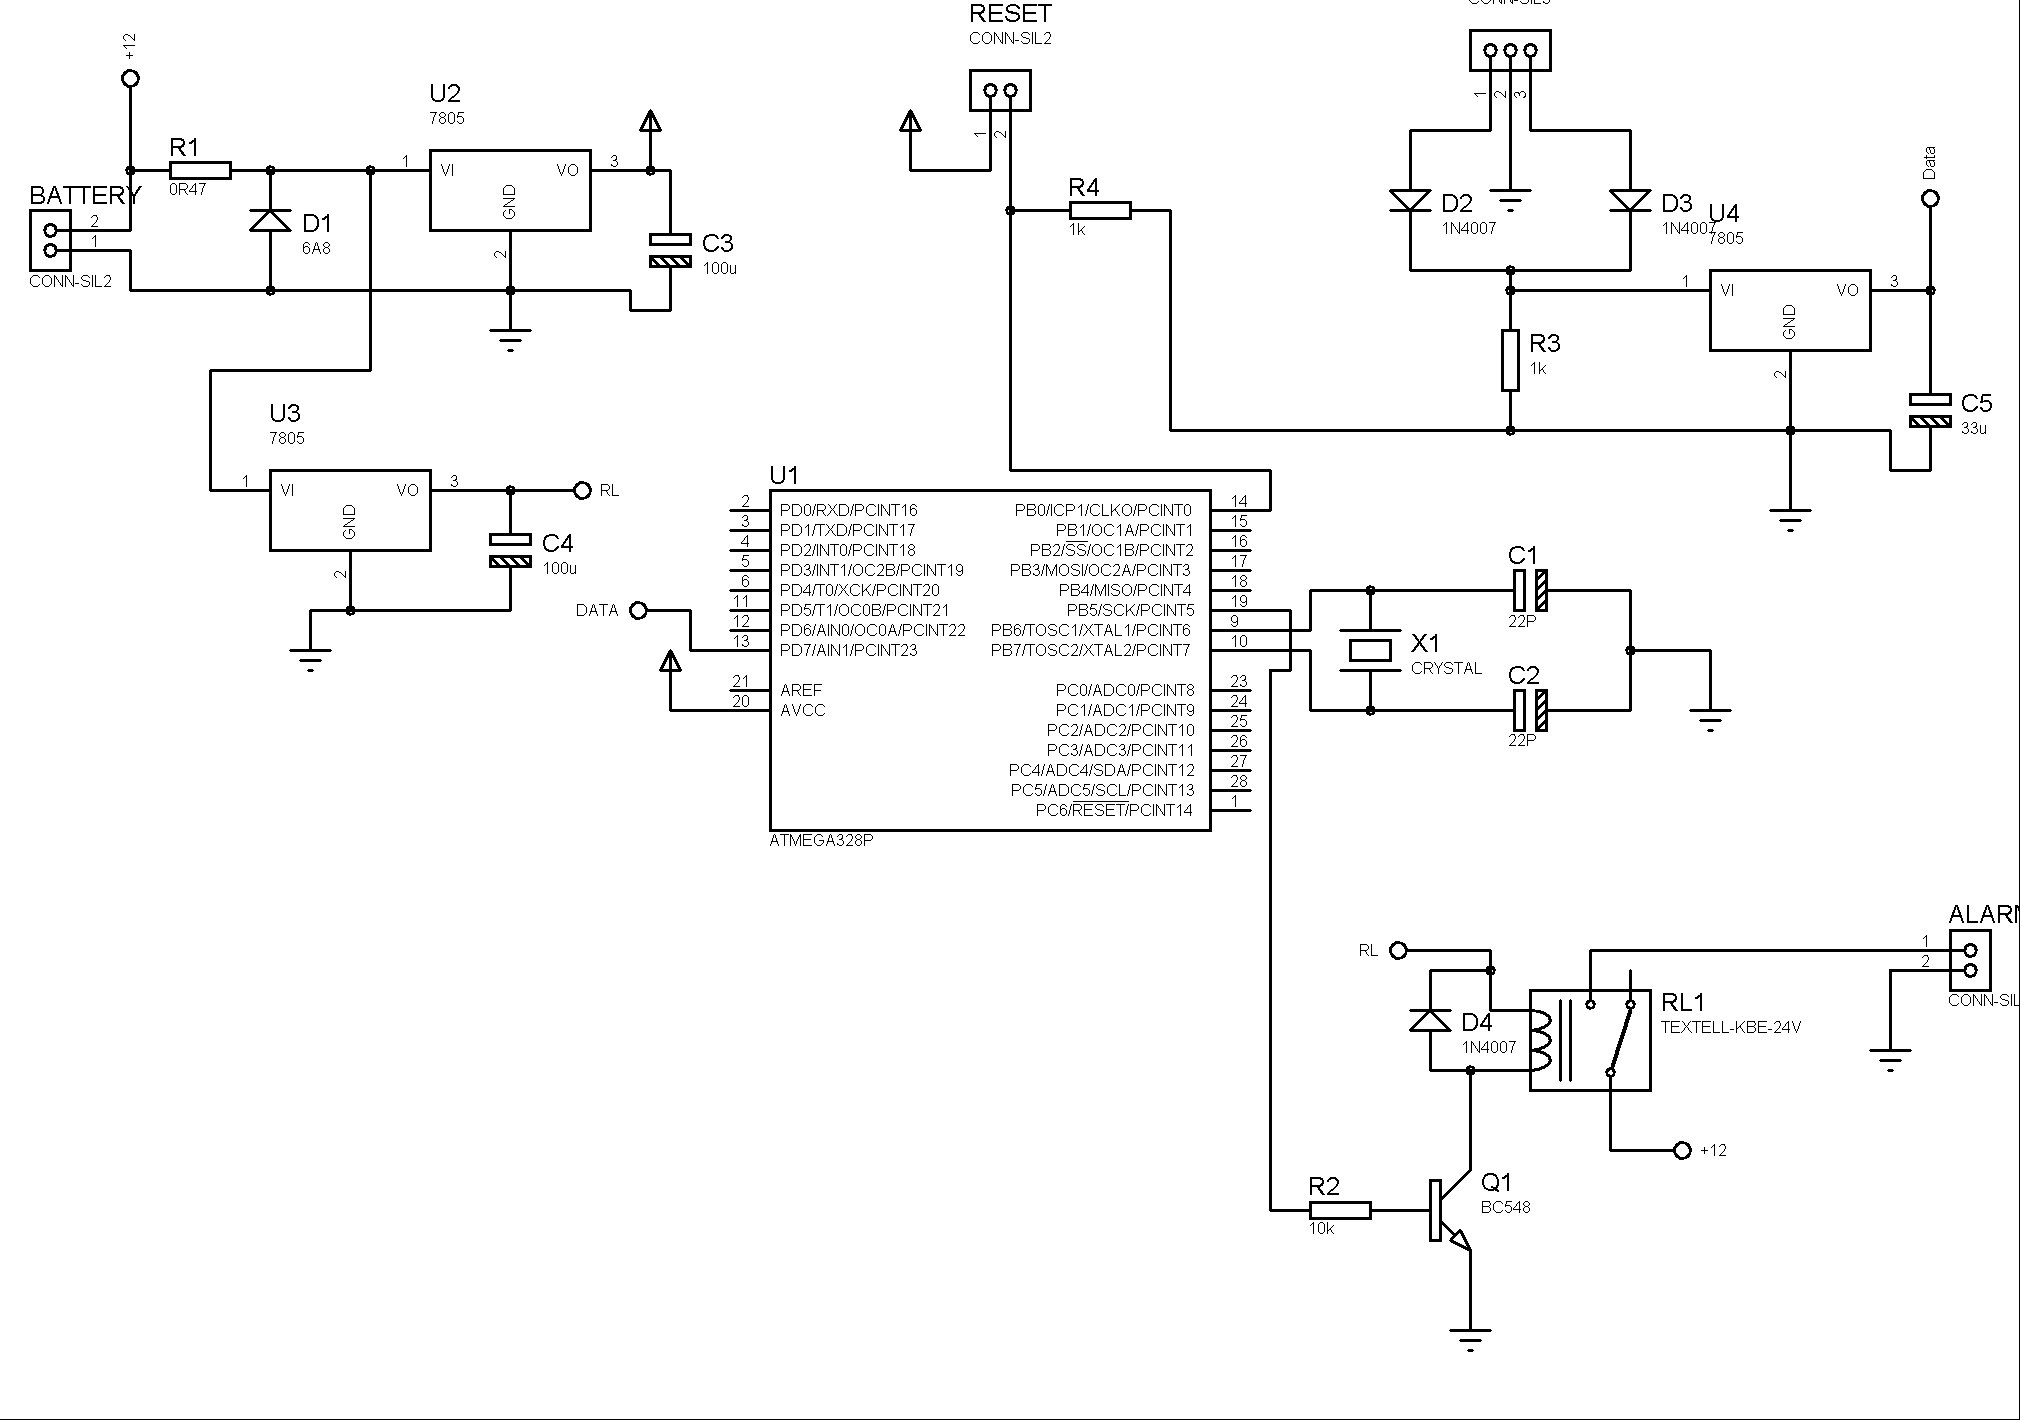 RESET
CONN-SIL2
1
2
CONN-SIL3
1
2
3
+12
U2
7805
R1
0R47
1
VI
VO
3
GND
2
BATTERY
2
1
CONN-SIL2
D1
6A8
C3
100u
R4
1k
D2
1N4007
D3
1N4007
U4
7805
Data
1
VI
VO
3
GND
2
R3
1k
C5
33u
U3
7805
1
VI
VO
3
RL
GND
2
C4
100u
DATA
U1
2 PD0/RXD/PCINT16
3 PD1/TXD/PCINT17
4 PD2/INT0/PCINT18
5 PD3/INT1/OC2B/PCINT19
6 PD4/T0/XCK/PCINT20
11 PD5/T1/OC0B/PCINT21
12 PD6/AIN0/OC0A/PCINT22
13 PD7/AIN1/PCINT23
21 AREF
20 AVCC
PB0/ICP1/CLKO/PCINT0 14
PB1/OC1A/PCINT1 15
PB2/SS/OC1B/PCINT2 16
PB3/MOSI/OC2A/PCINT3 17
PB4/MISO/PCINT4 18
PB5/SCK/PCINT5 19
PB6/TOSC1/XTAL1/PCINT6 9
PB7/TOSC2/XTAL2/PCINT7 10
PC0/ADC0/PCINT8 23
PC1/ADC1/PCINT9 24
PC2/ADC2/PCINT10 25
PC3/ADC3/PCINT11 26
PC4/ADC4/SDA/PCINT12 27
PC5/ADC5/SCL/PCINT13 28
PC6/RESET/PCINT14 1
ATMEGA328P
C1
22P
X1
CRYSTAL
C2
22P
RL
D4
1N4007
RL1
TEXTELL-KBE-24V
+12
ALARM
1
2
CONN-SIL
R2
10k
Q1
BC548